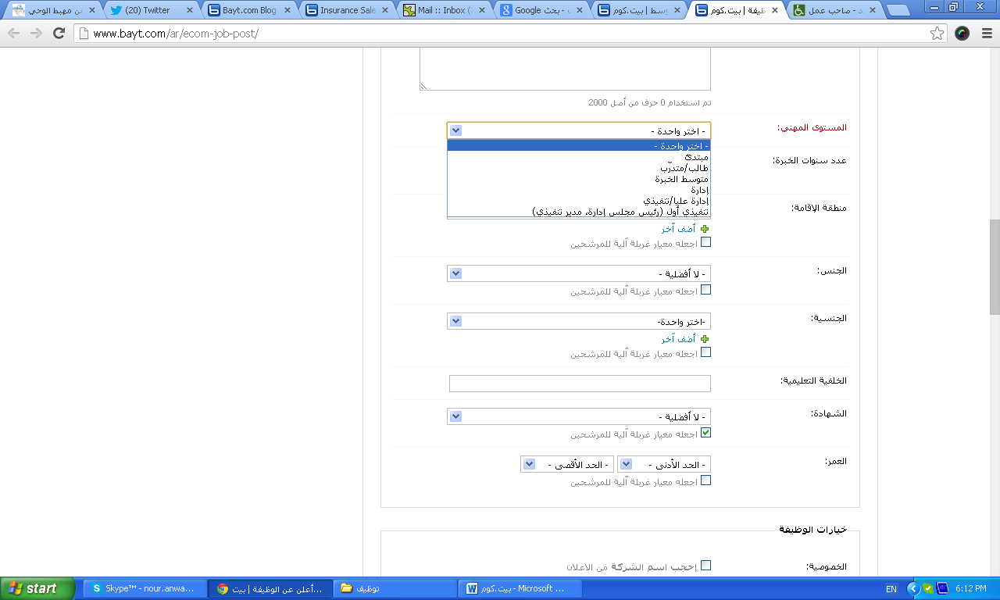 ن مهبط الوحي
(20) Twitter
Bayt.com Blog
Insurance Sale
Mail :: Inbox (
Google تحديث
وسط | بيت.كوم
يفة | بيت.كوم
د - صاحب عمل
www.bayt.com/ar/ecom-job-post/
تم استخدام 0 حرف من أصل 2000
المستوى المهني:
- اختر واحدة -
- اختر واحدة -
مبتدئ
طالب/متدرّب
متوسط الخبرة
إدارة
إدارة عليا/تنفيذي
تنفيذي أول (رئيس مجلس إدارة، مدير تنفيذي)
عدد سنوات الخبرة:
منطقة الإقامة:
أضف آخر
اجعله معيار غربلة آلية للمرشحين
الجنس:
- لا أفضلية -
اجعله معيار غربلة آلية للمرشحين
الجنسية:
-اختر واحدة-
أضف آخر
اجعله معيار غربلة آلية للمرشحين
الخلفية التعليمية:
الشهادة:
- لا أفضلية -
اجعله معيار غربلة آلية للمرشحين
العمر:
- الحد الأدنى -
- الحد الأقصى -
اجعله معيار غربلة آلية للمرشحين
خيارات الوظيفة
الخصوصية:
إحجب اسم الشركة من الاعلان
start
Skype™ - nour.anwa...
أعلن عن الوظيفة | بيت...
توظيف
بيت.كوم - Microsoft ...
EN
6:12 PM